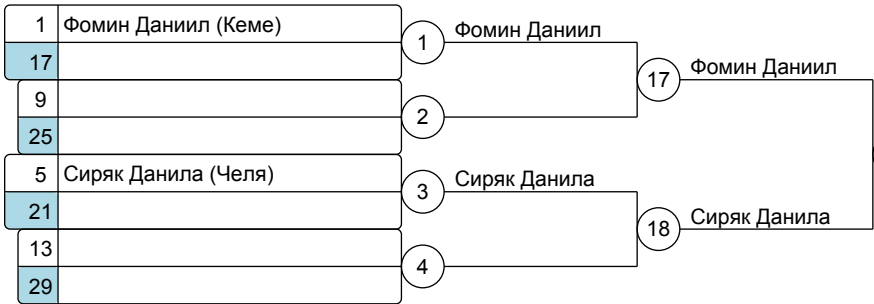 1 Фомин Даниил (Кеме)
1 Фомин Даниил
17
17 Фомин Даниил
9
2
25
5 Сиряк Данила (Челя)
3 Сиряк Данила
21
18 Сиряк Данила
13
4
29